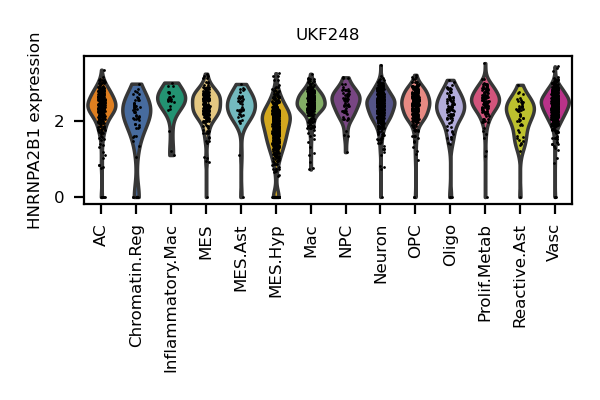 UKF248
HNRNPA2B1 expression
2
0
AC
Chromatin.Reg
Inflammatory.Mac
MES
MES.Ast
MES.Hyp
Mac
NPC
Neuron
OPC
Oligo
Prolif.Metab
Reactive.Ast
Vasc